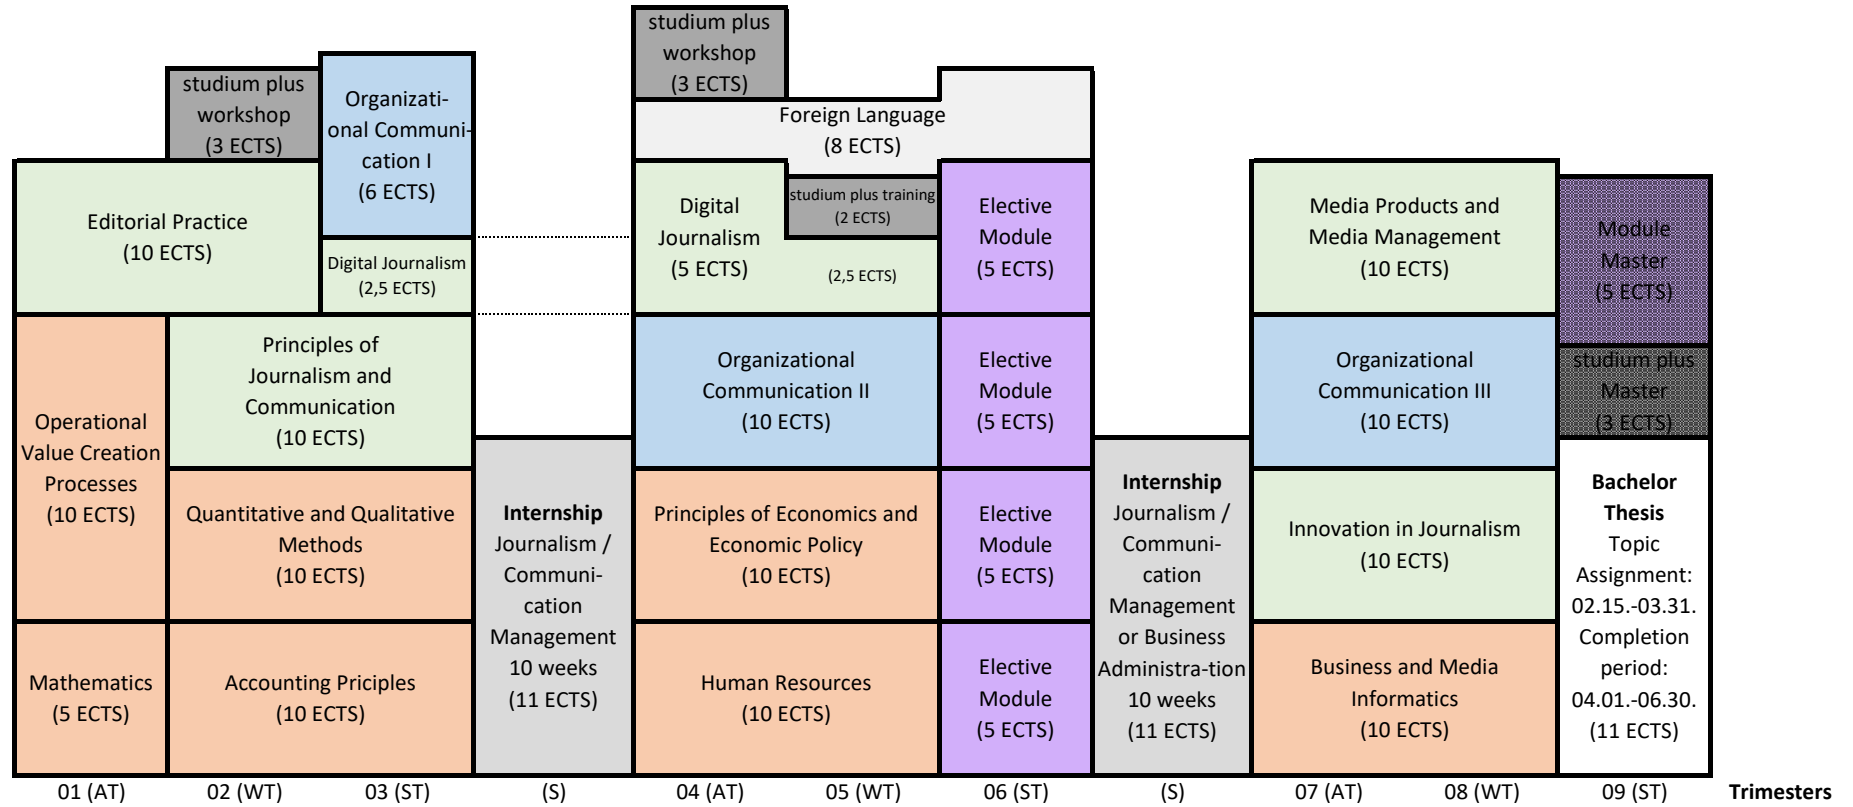 studium plus
workshop
(3 ECTS)
Organizati-
onal Communi-
cation I
(6 ECTS)
studium plus
workshop
(3 ECTS)
Foreign Language
(8 ECTS)
Editorial Practice
(10 ECTS)
Digital Journalism
(2,5 ECTS)
Digital
Journalism
(5 ECTS)
studium plus training
(2 ECTS)
(2,5 ECTS)
Elective
Module
(5 ECTS)
Media Products and
Media Management
(10 ECTS)
Module
Master
(5 ECTS)
Operational
Value Creation
Processes
(10 ECTS)
Principles of
Journalism and
Communication
(10 ECTS)
Organizational
Communication II
(10 ECTS)
Elective
Module
(5 ECTS)
Organizational
Communication III
(10 ECTS)
studium plus
Master
(3 ECTS)
Quantitative and Qualitative
Methods
(10 ECTS)
Internship
Journalism /
Communi-
cation
Management
10 weeks
(11 ECTS)
Principles of Economics and
Economic Policy
(10 ECTS)
Elective
Module
(5 ECTS)
Internship
Journalism /
Communi-
cation
Management
or Business
Administra-tion
10 weeks
(11 ECTS)
Innovation in Journalism
(10 ECTS)
Bachelor
Thesis
Topic
Assignment:
02.15.-03.31.
Completion
period:
04.01.-06.30.
(11 ECTS)
Mathematics
(5 ECTS)
Accounting Priciples
(10 ECTS)
Human Resources
(10 ECTS)
Elective
Module
(5 ECTS)
Business and Media
Informatics
(10 ECTS)
01 (AT) 02 (WT) 03 (ST) (S) 04 (AT) 05 (WT) 06 (ST) (S) 07 (AT) 08 (WT) 09 (ST) Trimesters